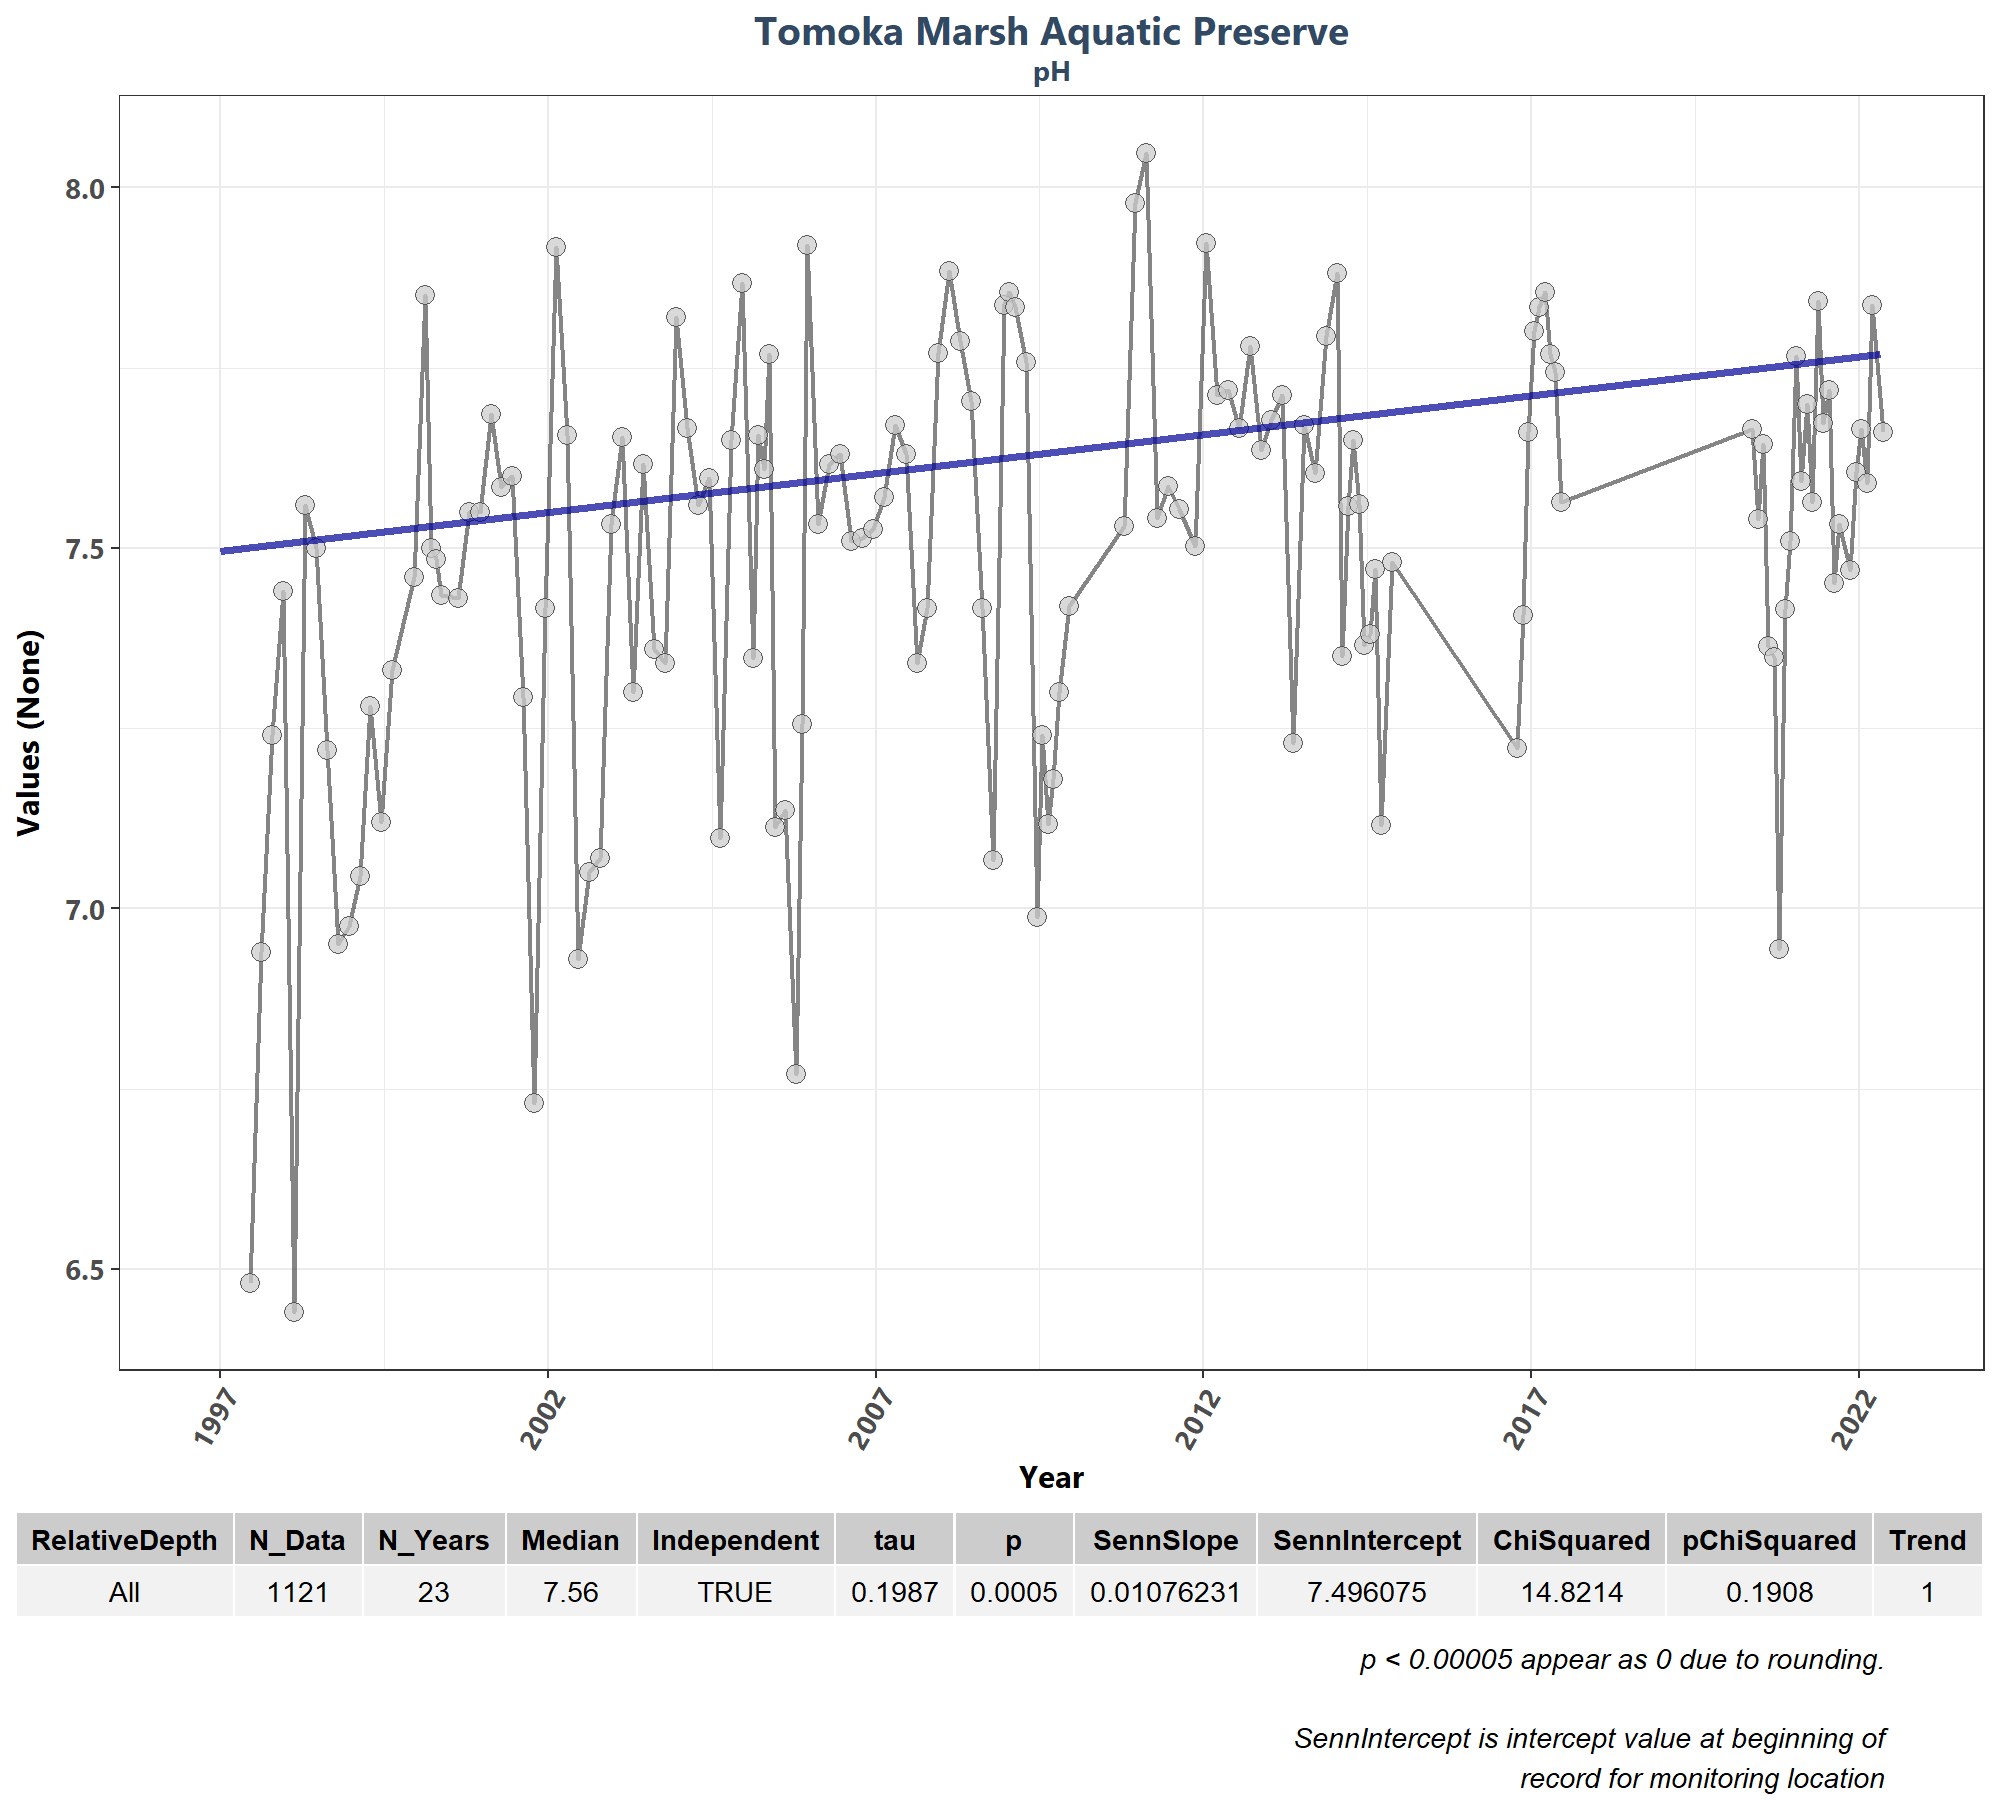 Tomoka Marsh Aquatic Preserve
pH
Values (None)
8.0
7.5
7.0
6.5
1997
2002
2007
2012
2017
2022
Year
RelativeDepth N_Data N_Years Median Independent tau p SennSlope SennIntercept ChiSquared pChiSquared Trend
All 1121 23 7.56 TRUE 0.1987 0.0005 0.01076231 7.496075 14.8214 0.1908 1
p < 0.00005 appear as 0 due to rounding.
SennIntercept is intercept value at beginning of
record for monitoring location